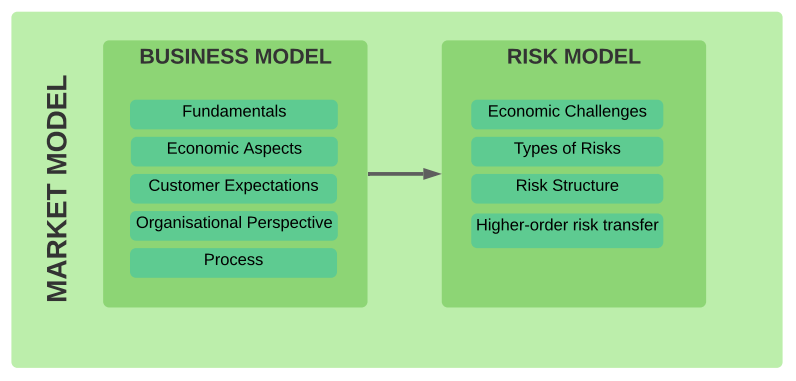 MARKET MODEL
BUSINESS MODEL
Fundamentals
Economic Aspects
Customer Expectations
Organisational Perspective
Process
RISK MODEL
Economic Challenges
Types of Risks
Risk Structure
Higher-order risk transfer